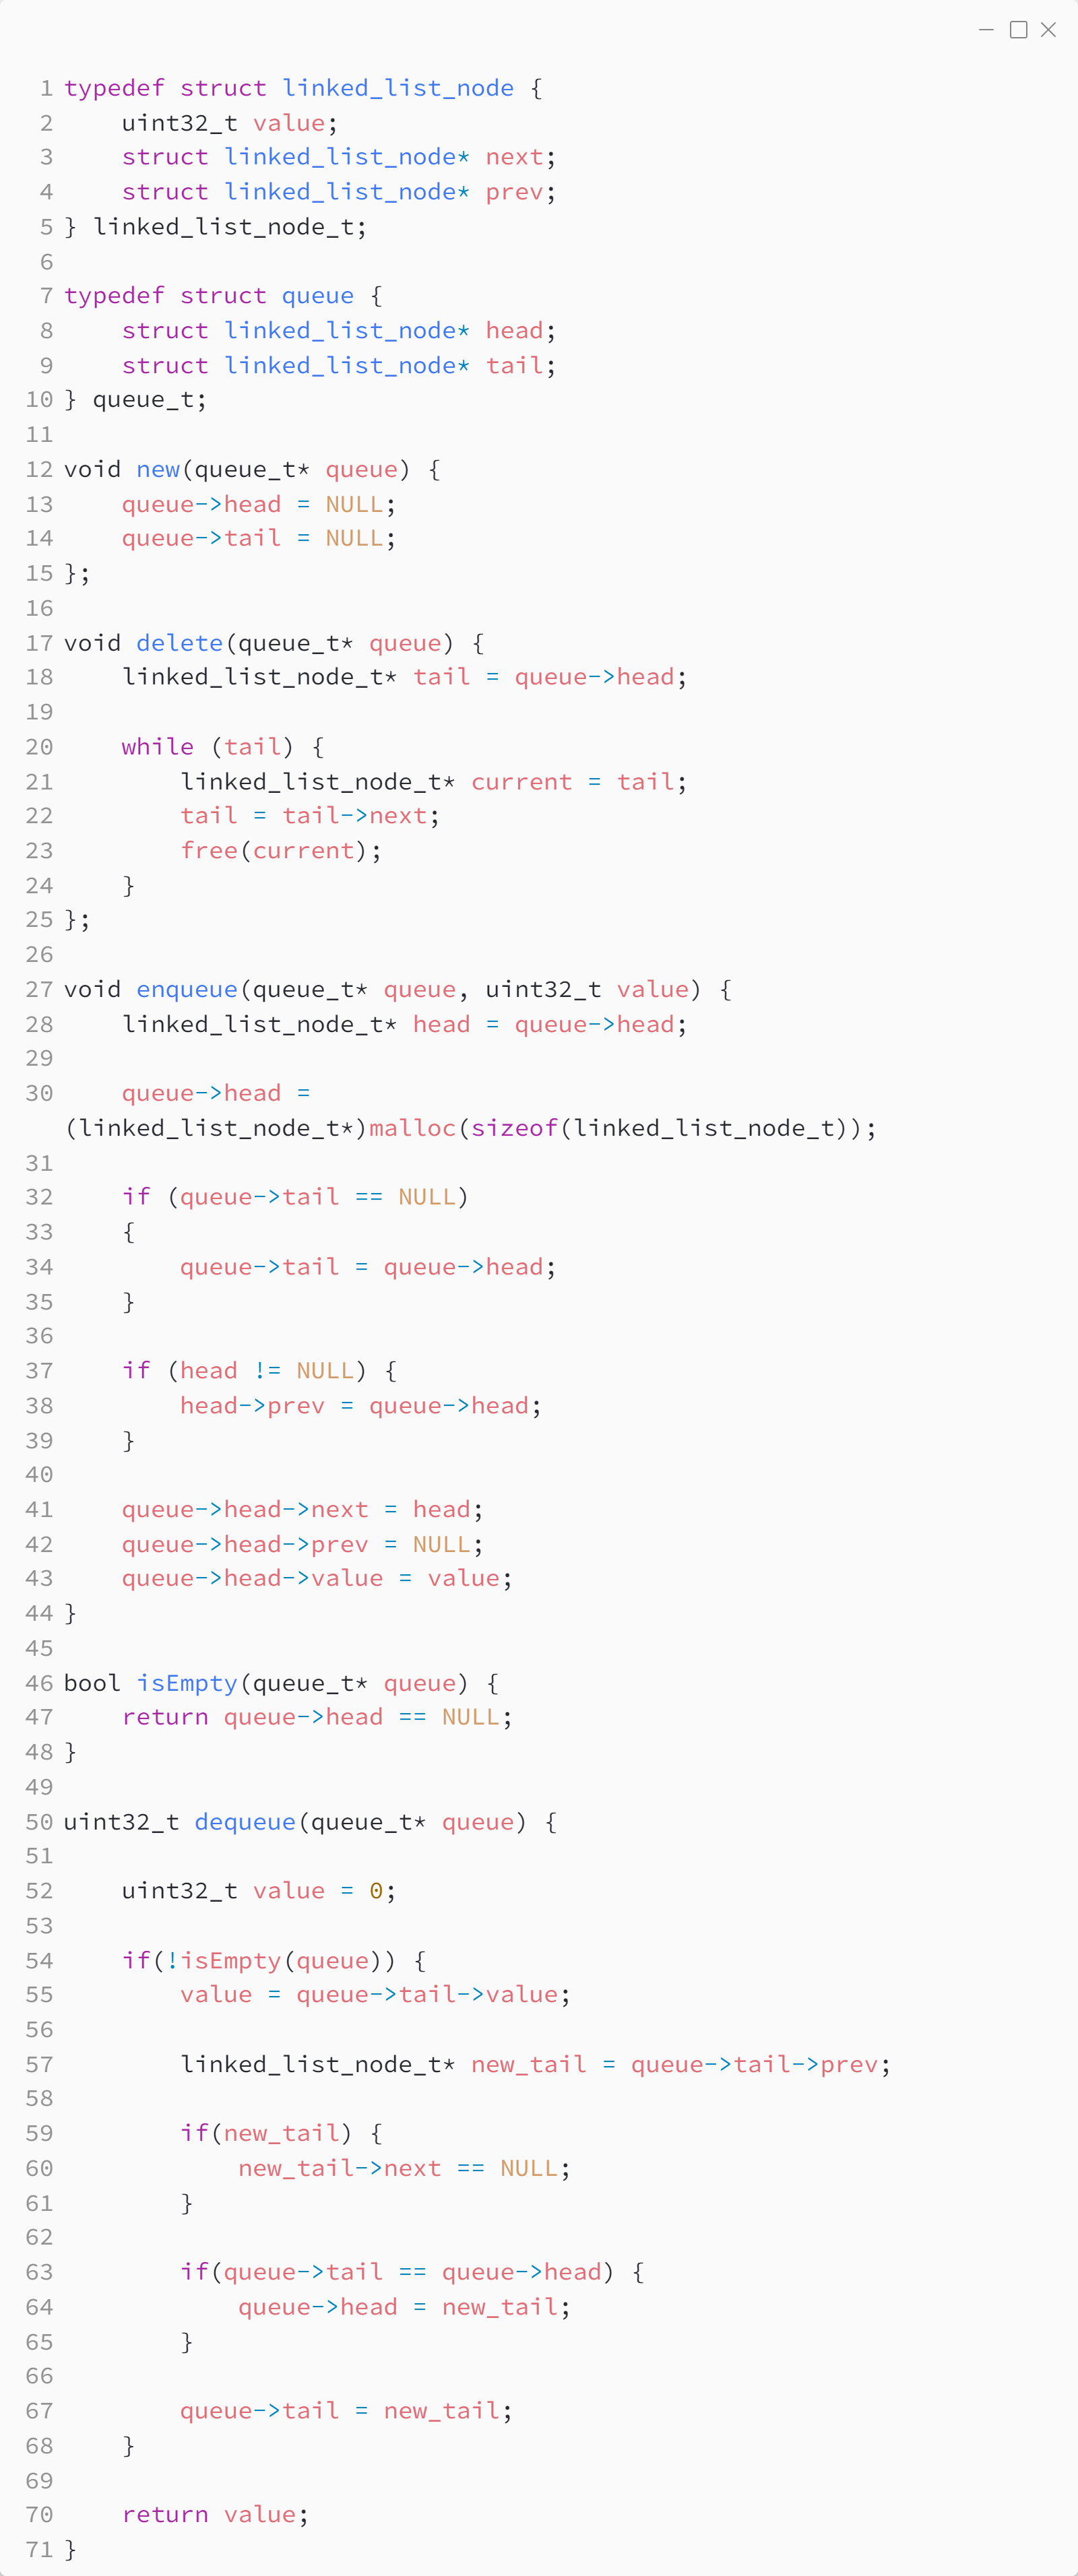 1 typedef struct linked_list_node {
2     uint32_t value;
3     struct linked_list_node* next;
4     struct linked_list_node* prev;
5 } linked_list_node_t;
6
7 typedef struct queue {
8     struct linked_list_node* head;
9     struct linked_list_node* tail;
10 } queue_t;
11
12 void new(queue_t* queue) {
13     queue->head = NULL;
14     queue->tail = NULL;
15 };
16
17 void delete(queue_t* queue) {
18     linked_list_node_t* tail = queue->head;
19
20     while (tail) {
21         linked_list_node_t* current = tail;
22         tail = tail->next;
23         free(current);
24     }
25 };
26
27 void enqueue(queue_t* queue, uint32_t value) {
28     linked_list_node_t* head = queue->head;
29
30     queue->head =
(linked_list_node_t*)malloc(sizeof(linked_list_node_t));
31
32     if (queue->tail == NULL)
33     {
34         queue->tail = queue->head;
35     }
36
37     if (head != NULL) {
38         head->prev = queue->head;
39     }
40
41     queue->head->next = head;
42     queue->head->prev = NULL;
43     queue->head->value = value;
44 }
45
46 bool isEmpty(queue_t* queue) {
47     return queue->head == NULL;
48 }
49
50 uint32_t dequeue(queue_t* queue) {
51
52     uint32_t value = 0;
53
54     if(!isEmpty(queue)) {
55         value = queue->tail->value;
56
57         linked_list_node_t* new_tail = queue->tail->prev;
58
59         if(new_tail) {
60             new_tail->next == NULL;
61         }
62
63         if(queue->tail == queue->head) {
64             queue->head = new_tail;
65         }
66
67         queue->tail = new_tail;
68     }
69
70     return value;
71 }